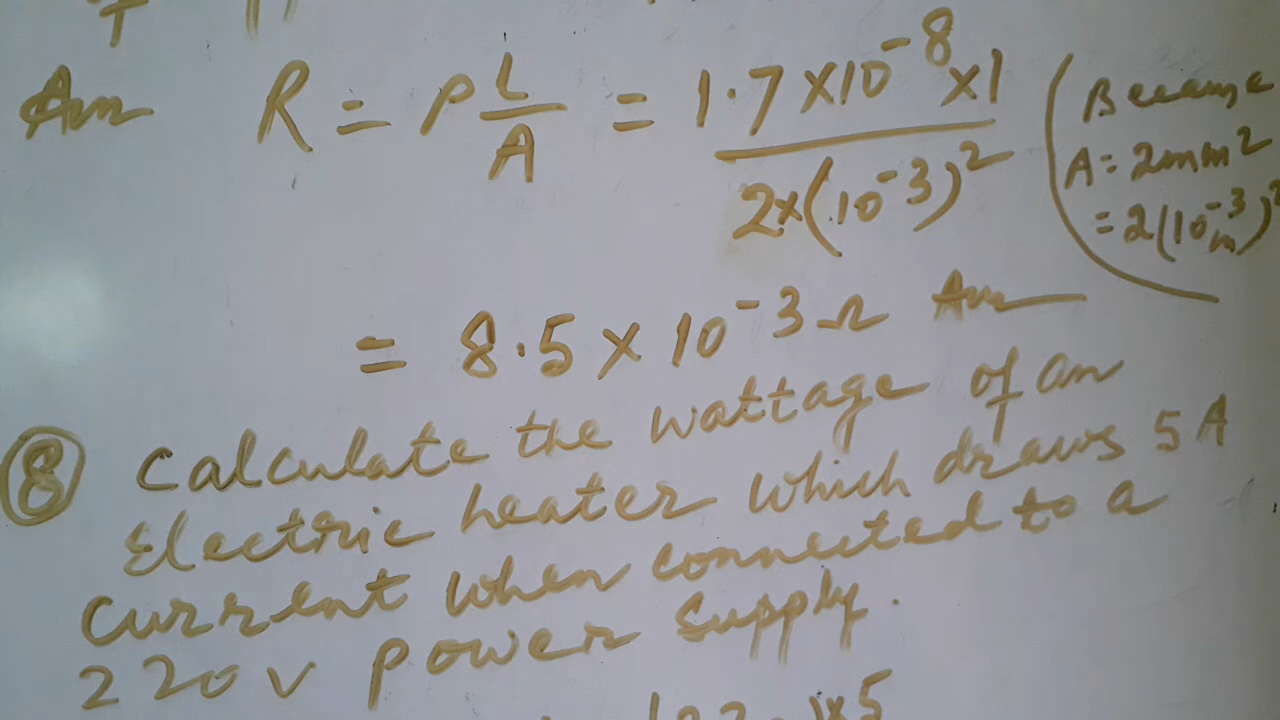 Ans R = ρ L/A = 1.7 × 10⁻⁸ × 1 / 2 × (10⁻³)²
(Because
A = 2mm²
= 2(10⁻³m)²
= 8.5 × 10⁻³ Ω Ans
⑧ Calculate the wattage of an
Electric heater which draws 5A
current when connected to a
220V power supply.